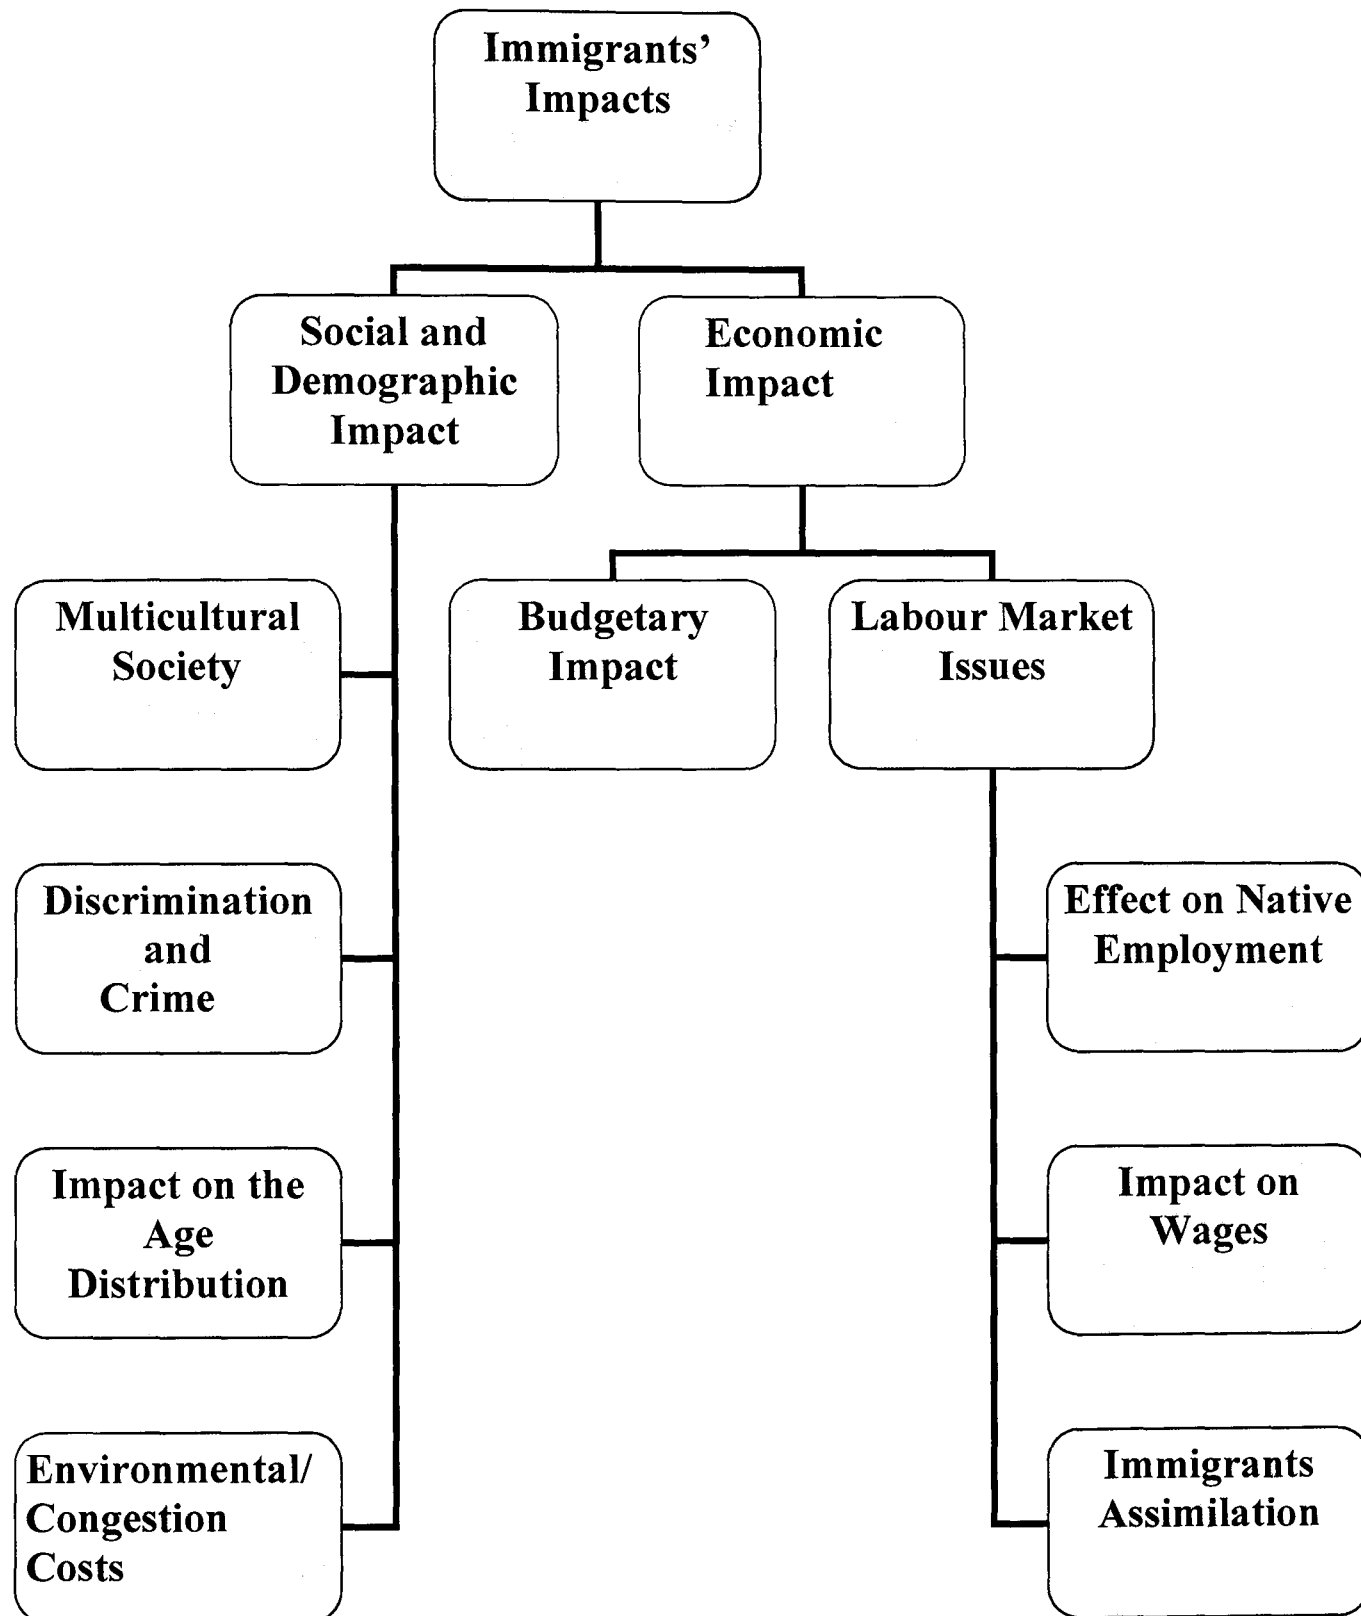 Immigrants’
Impacts
Social and
Demographic
Impact
Economic
Impact
Multicultural
Society
Budgetary
Impact
Labour Market
Issues
Discrimination
and
Crime
Effect on Native
Employment
Impact on the
Age
Distribution
Impact on
Wages
Environmental/
Congestion
Costs
Immigrants
Assimilation